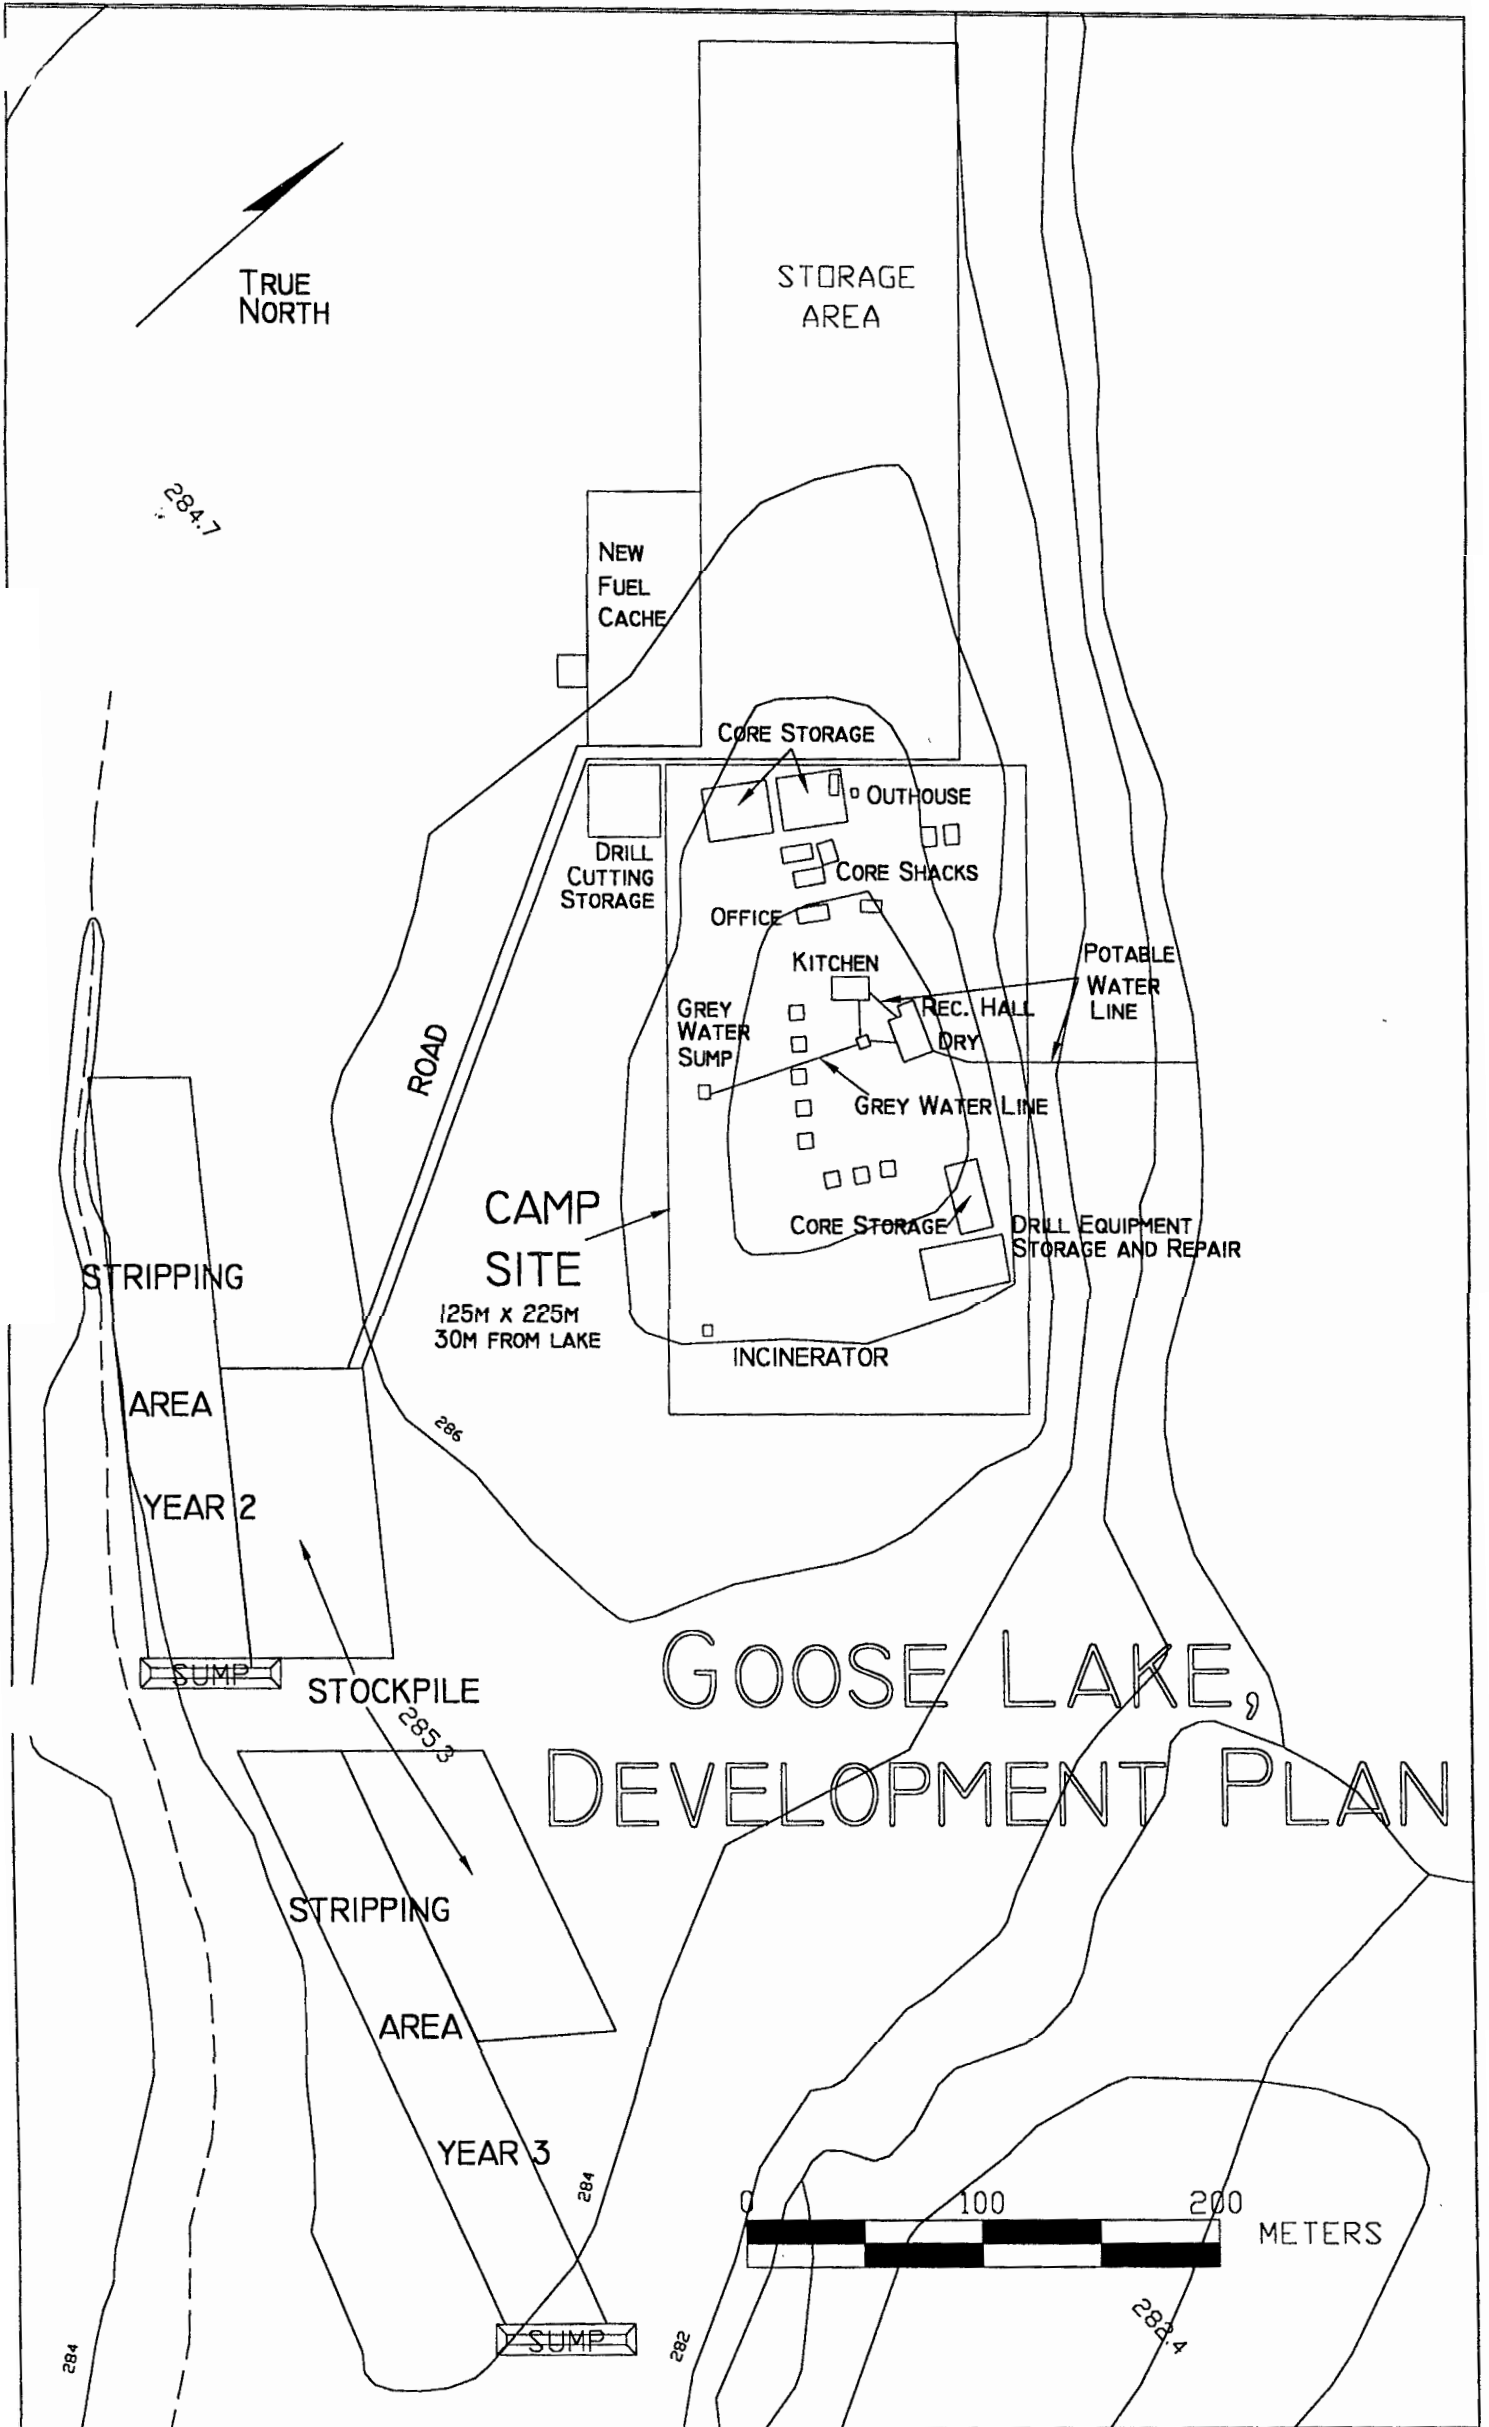 TRUE
NORTH
STORAGE
AREA
284.7
NEW
FUEL
CACHE
CORE STORAGE
OUTHOUSE
DRILL
CUTTING
STORAGE
CORE SHACKS
OFFICE
KITCHEN
POTABLE
WATER
LINE
GREY
WATER
SUMP
REC. HALL
DRY
ROAD
GREY WATER LINE
CAMP
SITE
125M X 225M
30M FROM LAKE
CORE STORAGE
DRILL EQUIPMENT
STORAGE AND REPAIR
INCINERATOR
STRIPPING
AREA
YEAR 2
286
SUMP
STOCKPILE
285.3
GOOSE LAKE,
DEVELOPMENT PLAN
STRIPPING
AREA
YEAR 3
284
0 100 200
METERS
282.4
SUMP
282
284